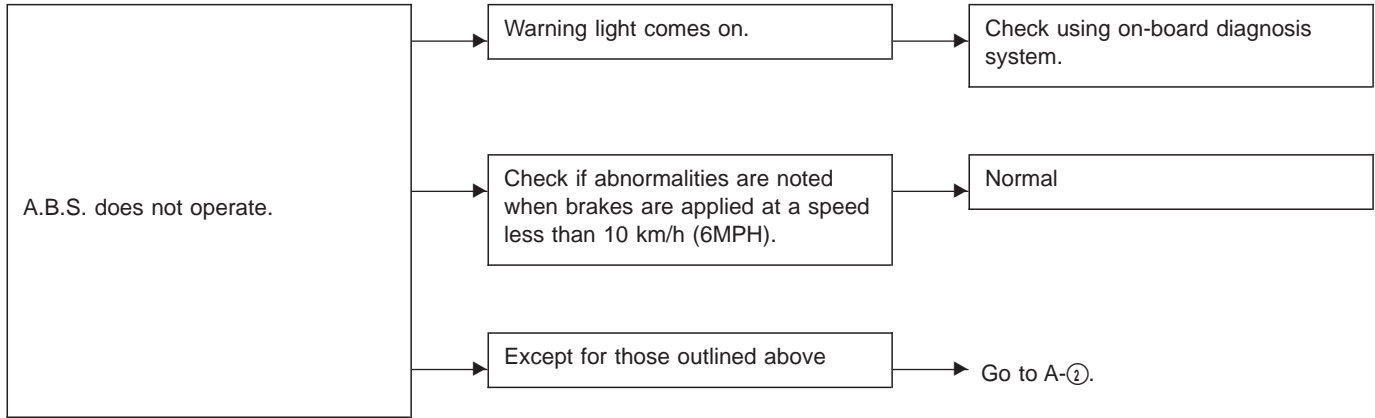 A.B.S. does not operate.
Warning light comes on.
Check using on-board diagnosis
system.
Check if abnormalities are noted
when brakes are applied at a speed
less than 10 km/h (6MPH).
Normal
Except for those outlined above
Go to A-②.